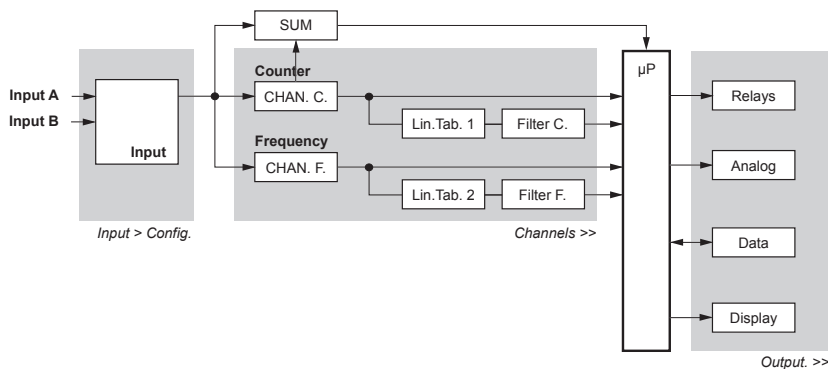 SUM
Counter
µP
Input A
CHAN. C.
Relays
Input B
Lin.Tab. 1
Filter C.
Input
Frequency
CHAN. F.
Analog
Lin.Tab. 2
Filter F.
Input > Config.
Channels >>
Data
Display
Output. >>